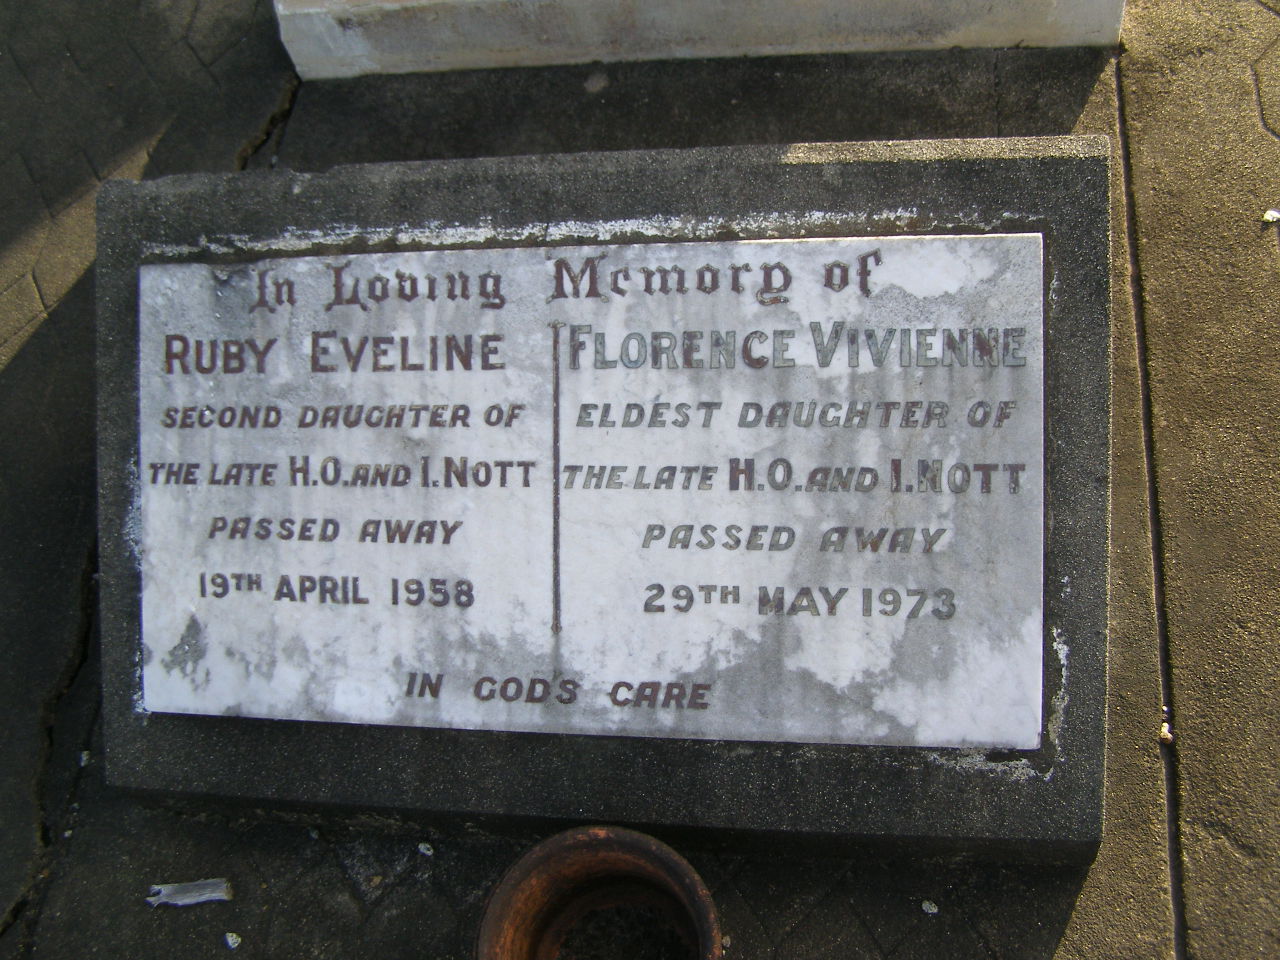 In Loving Memory of
RUBY EVELINE
SECOND DAUGHTER OF
THE LATE H.O. AND I. NOTT
PASSED AWAY
19TH APRIL 1958
FLORENCE VIVIENNE
ELDEST DAUGHTER OF
THE LATE H.O. AND I. NOTT
PASSED AWAY
29TH MAY 1973
IN GODS CARE